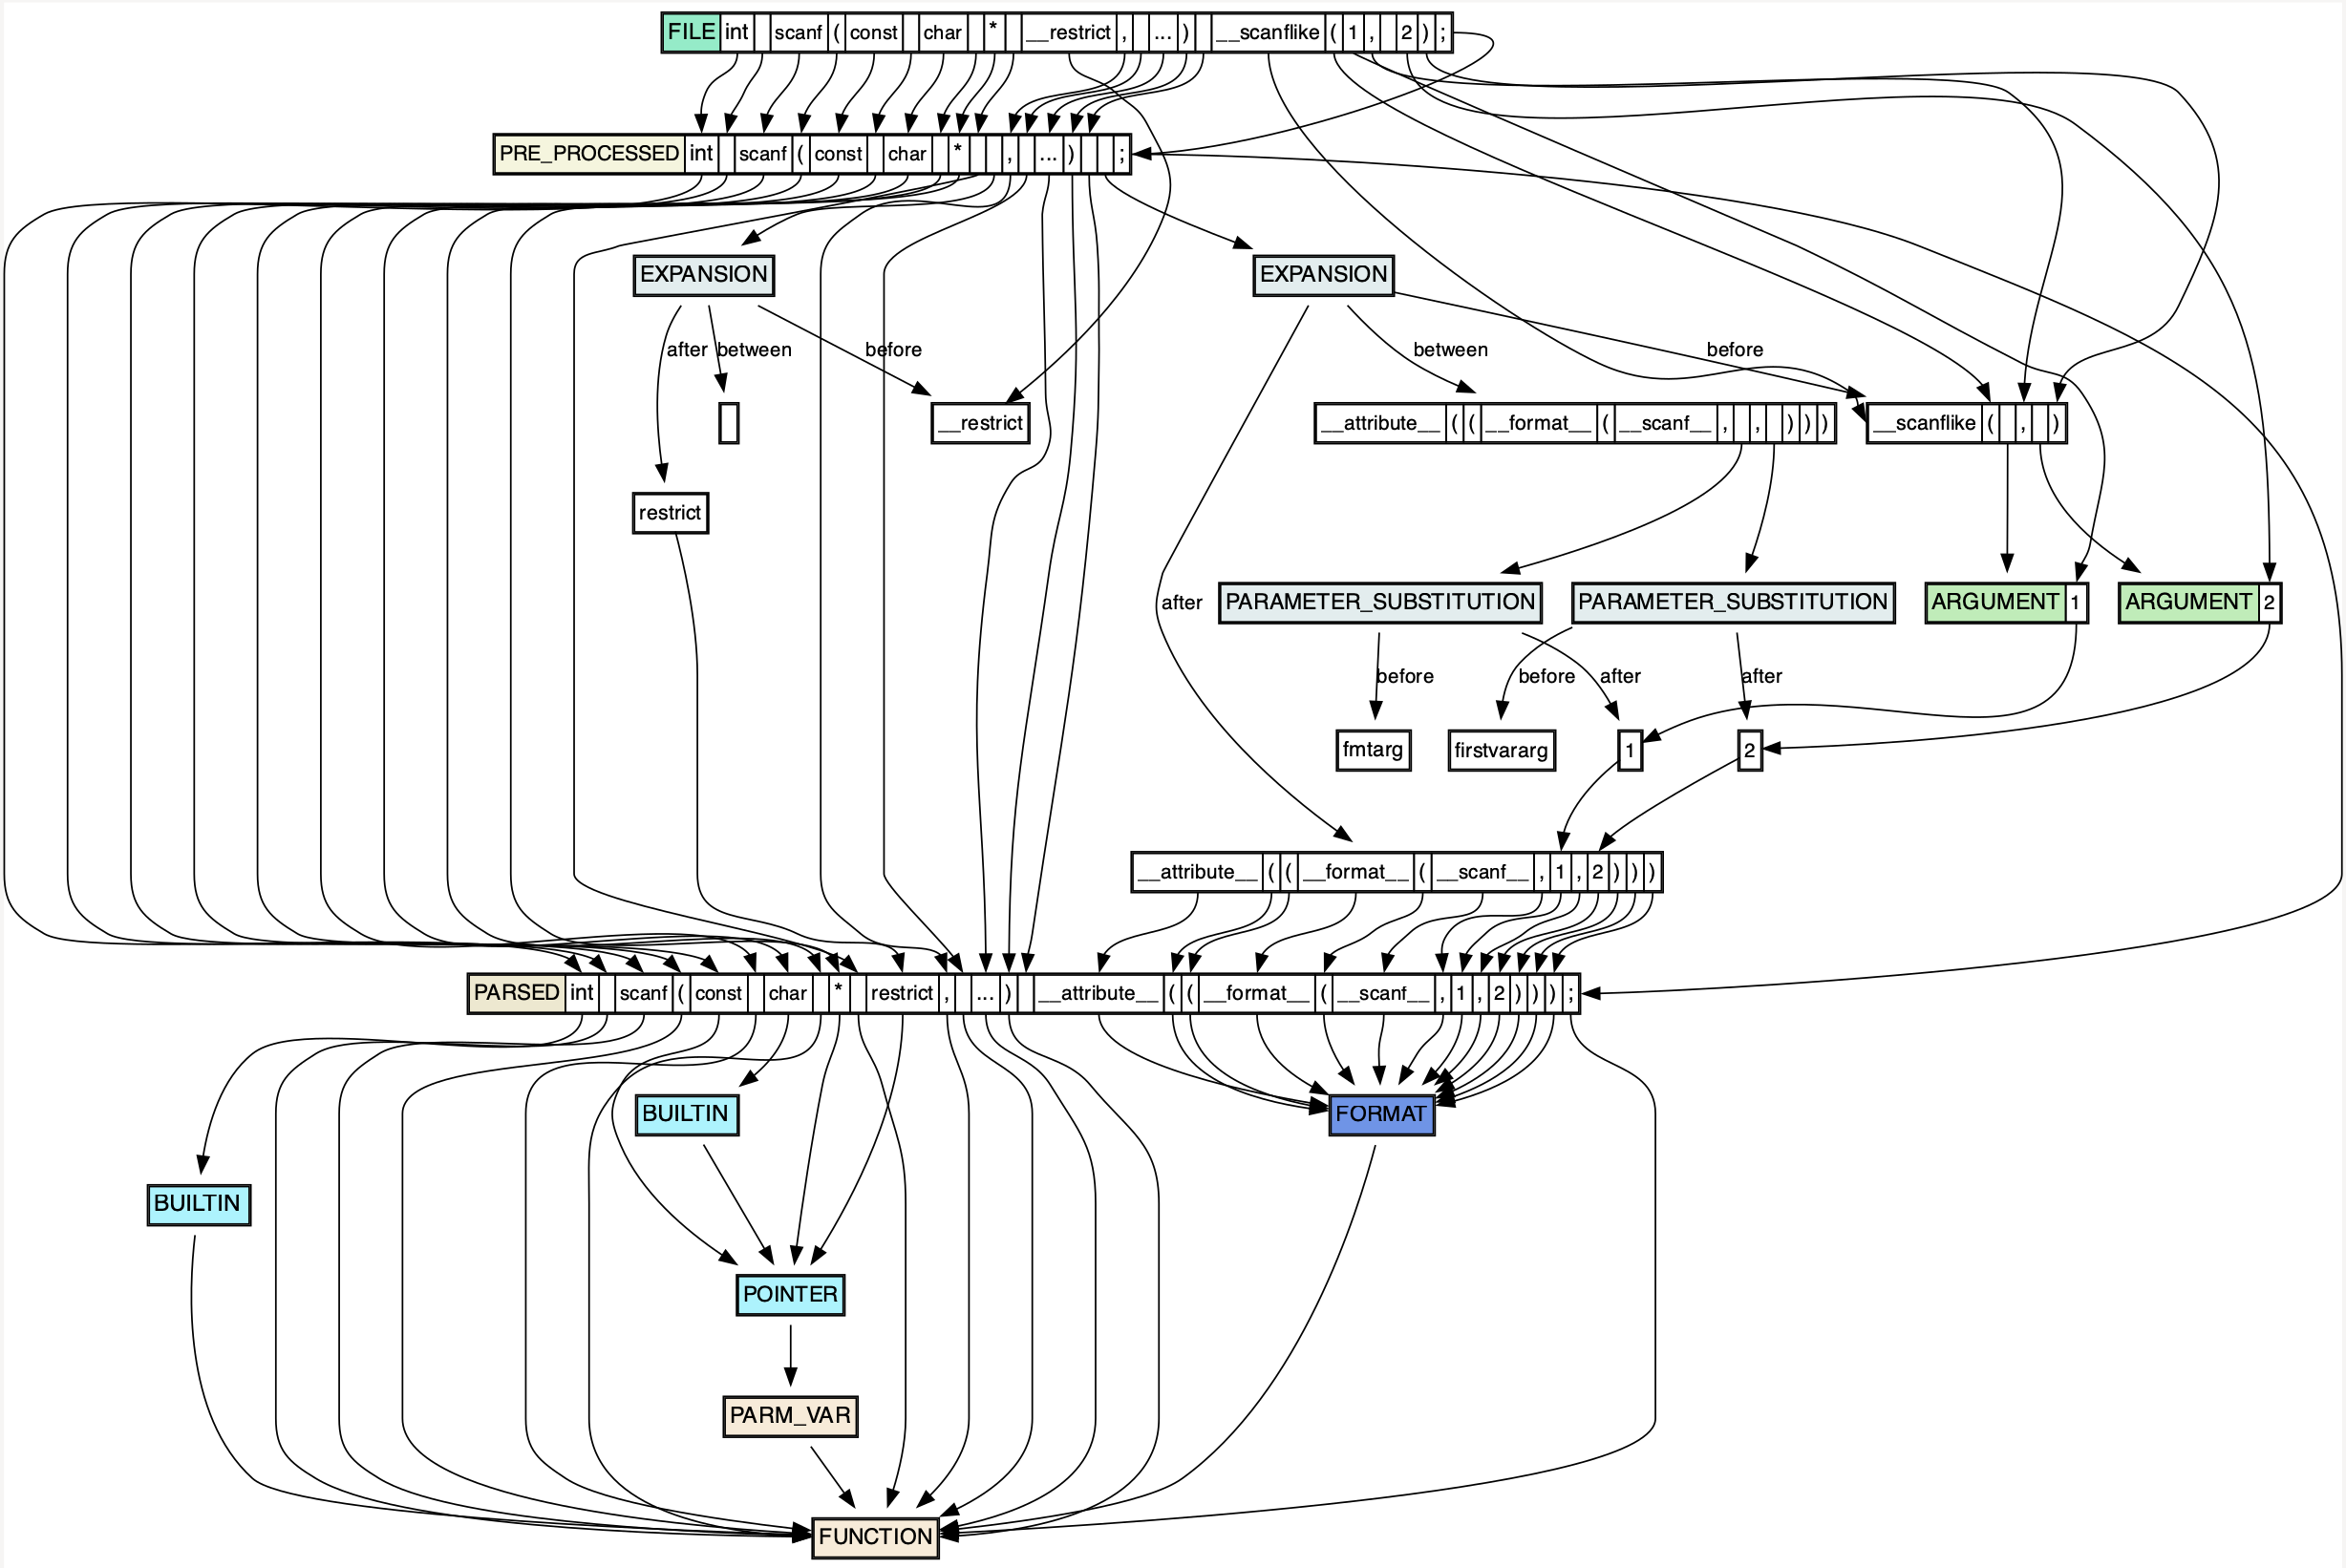 FILE int scanf ( const char * __restrict , ... ) __scanflike ( 1 , 2 ) ;
PRE_PROCESSED int scanf ( const char * , ... ) ;
EXPANSION EXPANSION
after between before between before
__restrict __attribute__ ( ( __format__ ( __scanf__ , , ) ) ) __scanflike ( , )
restrict
after PARAMETER_SUBSTITUTION PARAMETER_SUBSTITUTION ARGUMENT 1 ARGUMENT 2
before after before after
fmtarg firstvararg 1 2
__attribute__ ( ( __format__ ( __scanf__ , 1 , 2 ) ) )
PARSED int scanf ( const char * restrict , ... ) __attribute__ ( ( __format__ ( __scanf__ , 1 , 2 ) ) ) ;
BUILTIN FORMAT
BUILTIN
POINTER
PARM_VAR
FUNCTION